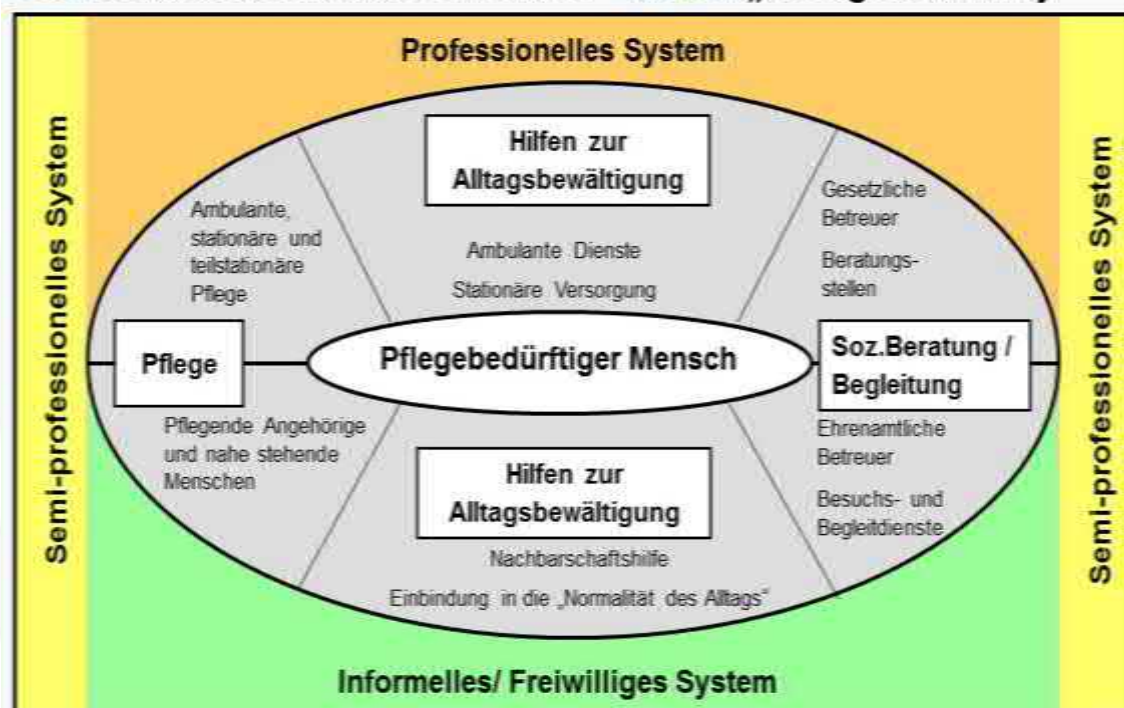 Professionelles System
Semi-professionelles System
Hilfen zur
Alltagsbewältigung
Ambulante,
stationäre und
teilstationäre
Pflege
Ambulante Dienste
Stationäre Versorgung
Gesetzliche
Betreuer
Beratungs-
stellen
Pflege
Pflegebedürftiger Mensch
Soz.Beratung /
Begleitung
Pflegende Angehörige
und nahe stehende
Menschen
Hilfen zur
Alltagsbewältigung
Nachbarschaftshilfe
Einbindung in die „Normalität des Alltags“
Ehrenamtliche
Betreuer
Besuchs- und
Begleitdienste
Semi-professionelles System
Informelles/ Freiwilliges System